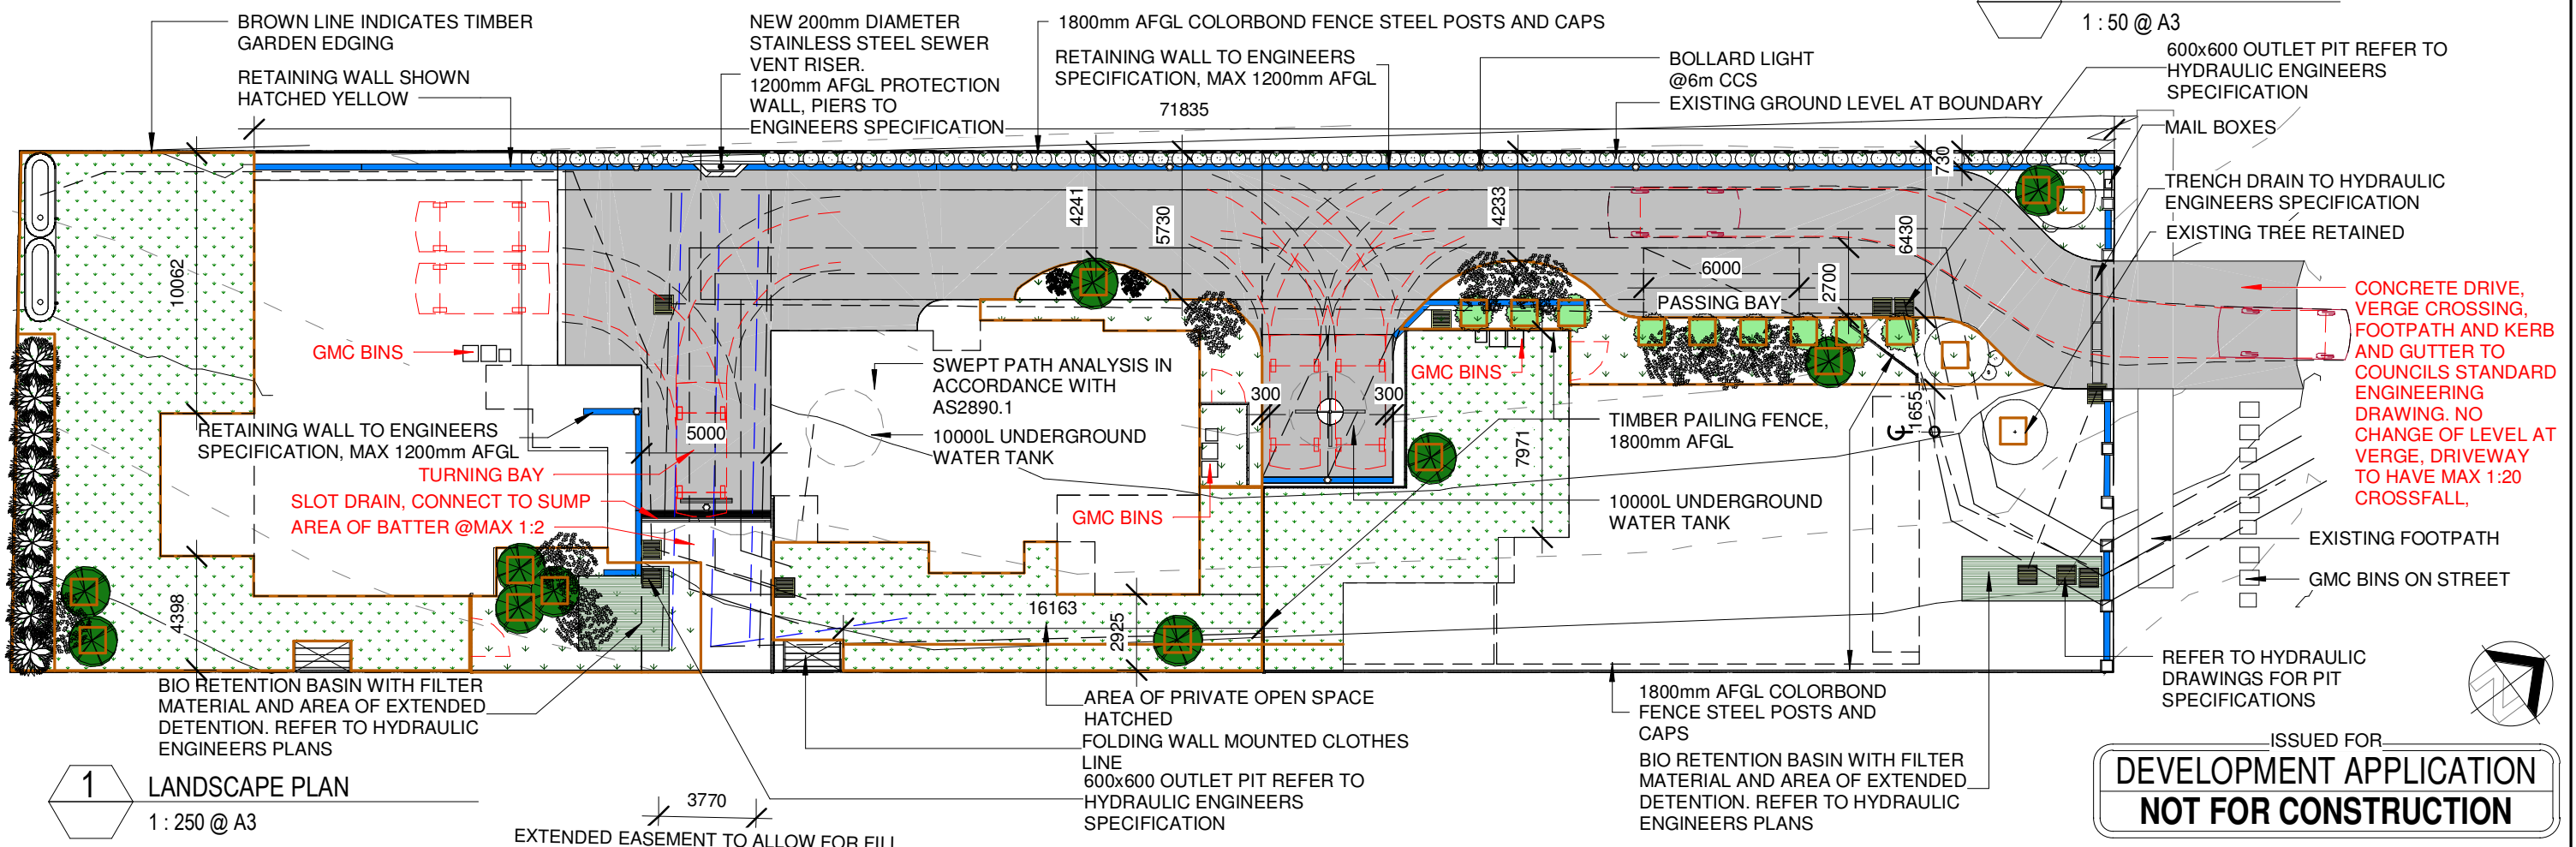 BROWN LINE INDICATES TIMBER
GARDEN EDGING
RETAINING WALL SHOWN
HATCHED YELLOW
NEW 200mm DIAMETER
STAINLESS STEEL SEWER
VENT RISER.
1200mm AFGL PROTECTION
WALL, PIERS TO
ENGINEERS SPECIFICATION
1800mm AFGL COLORBOND FENCE STEEL POSTS AND CAPS
RETAINING WALL TO ENGINEERS
SPECIFICATION, MAX 1200mm AFGL
71835
BOLLARD LIGHT
@6m CCS
EXISTING GROUND LEVEL AT BOUNDARY
1 : 50 @ A3
600x600 OUTLET PIT REFER TO
HYDRAULIC ENGINEERS
SPECIFICATION
MAIL BOXES
TRENCH DRAIN TO HYDRAULIC
ENGINEERS SPECIFICATION
EXISTING TREE RETAINED
CONCRETE DRIVE,
VERGE CROSSING,
FOOTPATH AND KERB
AND GUTTER TO
COUNCILS STANDARD
ENGINEERING
DRAWING. NO
CHANGE OF LEVEL AT
VERGE, DRIVEWAY
TO HAVE MAX 1:20
CROSSFALL,
EXISTING FOOTPATH
GMC BINS ON STREET
REFER TO HYDRAULIC
DRAWINGS FOR PIT
SPECIFICATIONS
10062
4398
4241
5730
4233
730
6430
6000
2700
PASSING BAY
GMC BINS
SWEPT PATH ANALYSIS IN
ACCORDANCE WITH
AS2890.1
10000L UNDERGROUND
WATER TANK
GMC BINS
300
300
7971
1655
TIMBER PAILING FENCE,
1800mm AFGL
10000L UNDERGROUND
WATER TANK
RETAINING WALL TO ENGINEERS
SPECIFICATION, MAX 1200mm AFGL
5000
TURNING BAY
SLOT DRAIN, CONNECT TO SUMP
AREA OF BATTER @MAX 1:2
GMC BINS
16163
2925
BIO RETENTION BASIN WITH FILTER
MATERIAL AND AREA OF EXTENDED
DETENTION. REFER TO HYDRAULIC
ENGINEERS PLANS
AREA OF PRIVATE OPEN SPACE
HATCHED
FOLDING WALL MOUNTED CLOTHES
LINE
600x600 OUTLET PIT REFER TO
HYDRAULIC ENGINEERS
SPECIFICATION
1800mm AFGL COLORBOND
FENCE STEEL POSTS AND
CAPS
BIO RETENTION BASIN WITH FILTER
MATERIAL AND AREA OF EXTENDED
DETENTION. REFER TO HYDRAULIC
ENGINEERS PLANS
1
LANDSCAPE PLAN
1 : 250 @ A3
3770
EXTENDED EASEMENT TO ALLOW FOR FILL
ISSUED FOR
DEVELOPMENT APPLICATION
NOT FOR CONSTRUCTION